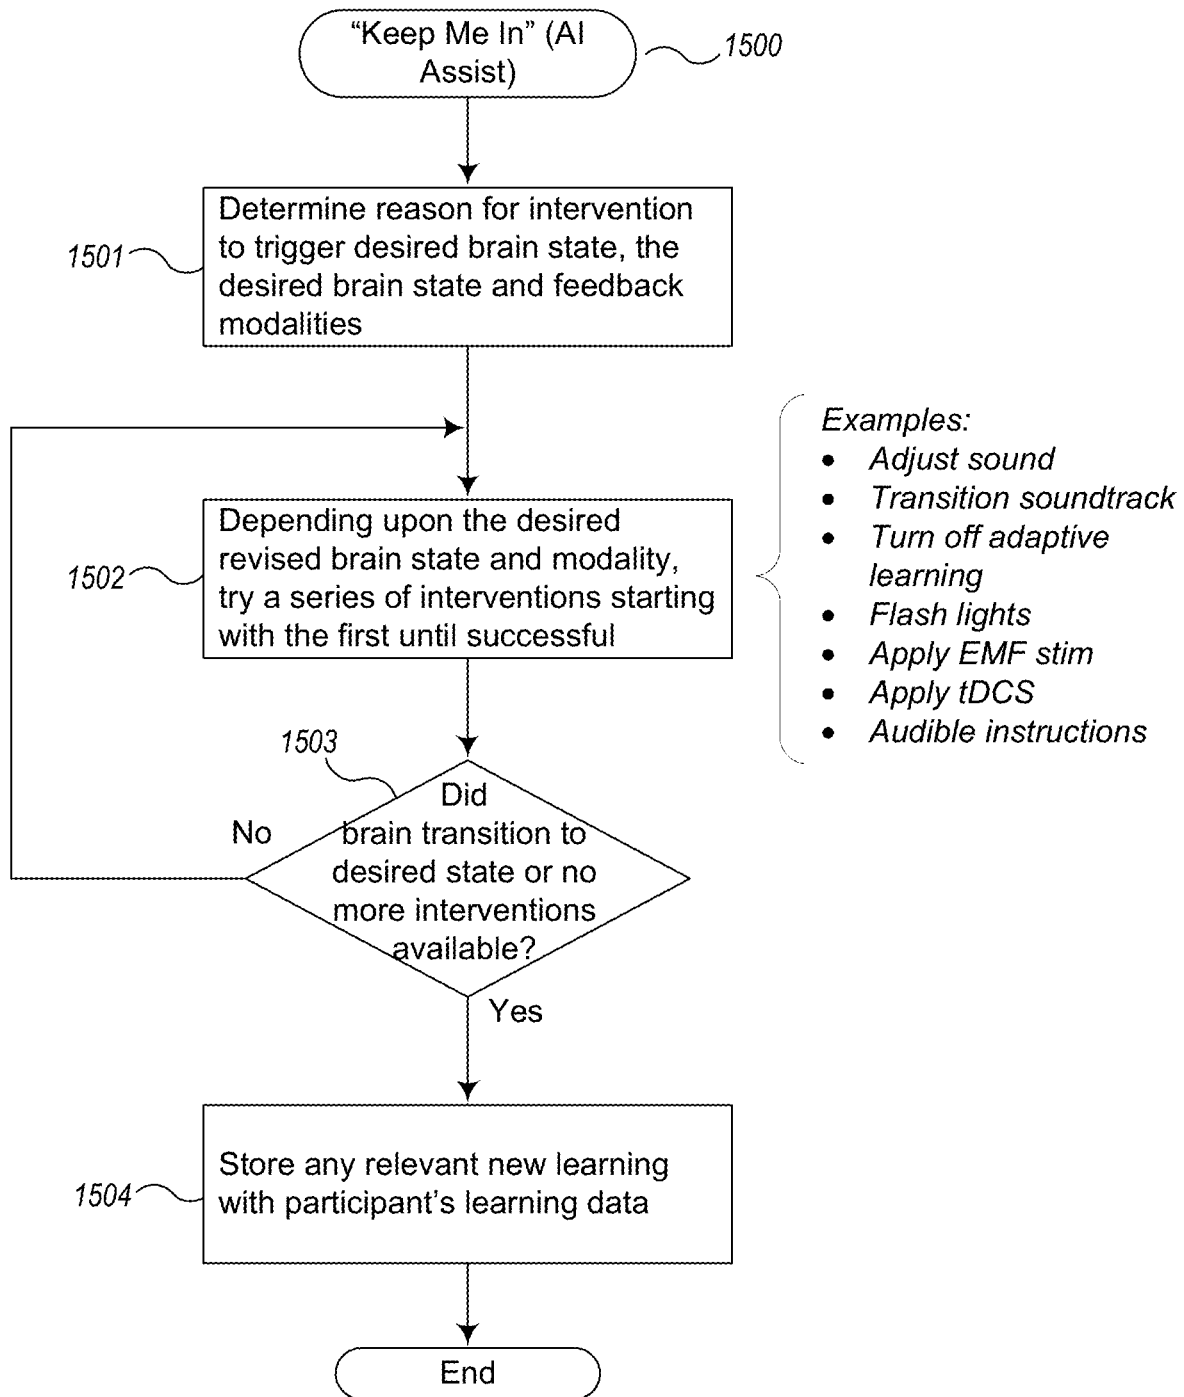 “Keep Me In” (AI
Assist)
1500
Determine reason for intervention
to trigger desired brain state, the
desired brain state and feedback
modalities
1501
Examples:
• Adjust sound
• Transition soundtrack
• Turn off adaptive
learning
• Flash lights
• Apply EMF stim
• Apply tDCS
• Audible instructions
Depending upon the desired
revised brain state and modality,
try a series of interventions starting
with the first until successful
1502
1503
Did
brain transition to
desired state or no
more interventions
available?
No
Yes
Store any relevant new learning
with participant’s learning data
1504
End